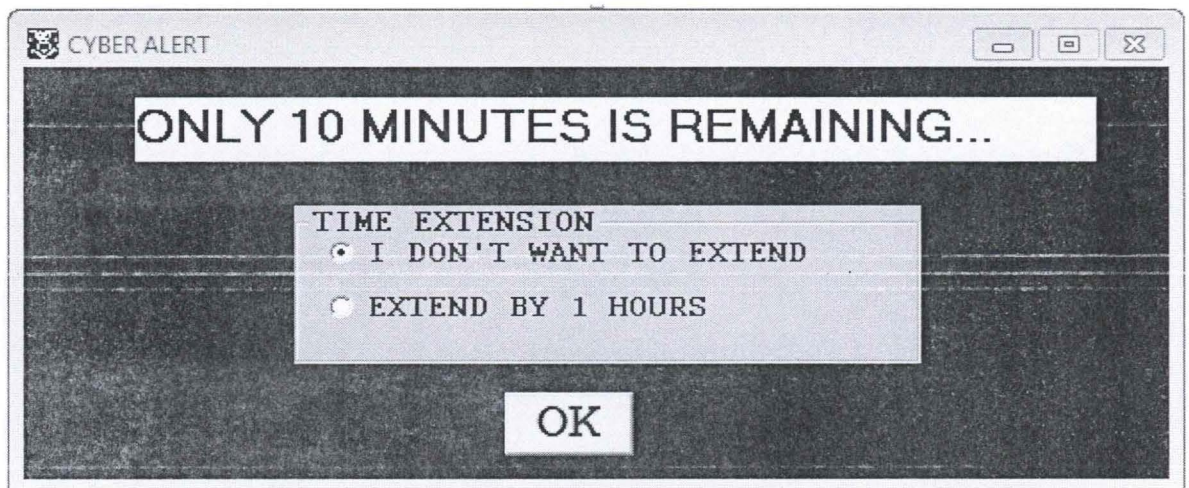 CYBER ALERT
ONLY 10 MINUTES IS REMAINING...
TIME EXTENSION
I DON'T WANT TO EXTEND
EXTEND BY 1 HOURS
OK